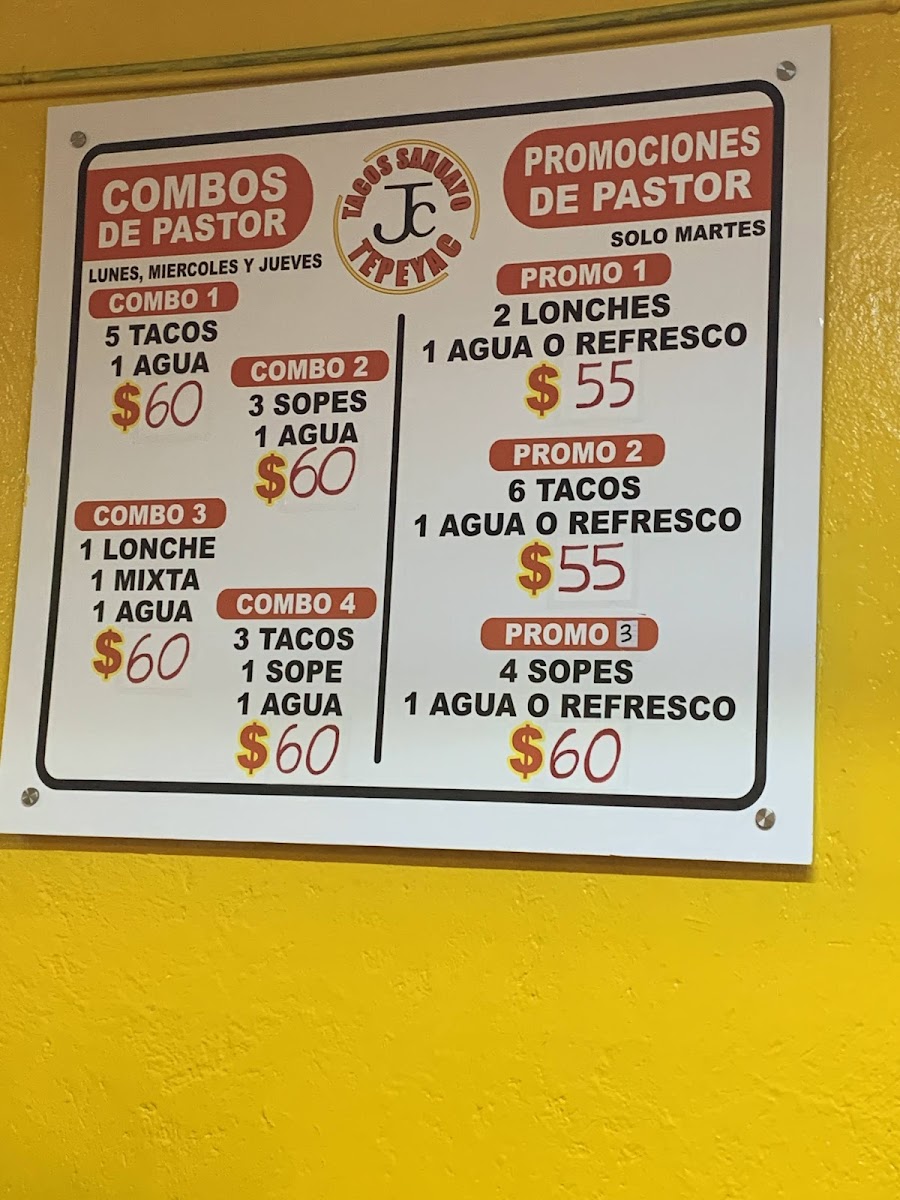 COMBOS
DE PASTOR
LUNES, MIERCOLES Y JUEVES
COMBO 1
5 TACOS
1 AGUA
$60
COMBO 2
3 SOPES
1 AGUA
$60
COMBO 3
1 LONCHE
1 MIXTA
1 AGUA
$60
COMBO 4
3 TACOS
1 SOPE
1 AGUA
$60
TACOS SAHUAYO
JC
TEPEYAC
PROMOCIONES
DE PASTOR
SOLO MARTES
PROMO 1
2 LONCHES
1 AGUA O REFRESCO
$55
PROMO 2
6 TACOS
1 AGUA O REFRESCO
$55
PROMO 3
4 SOPES
1 AGUA O REFRESCO
$60